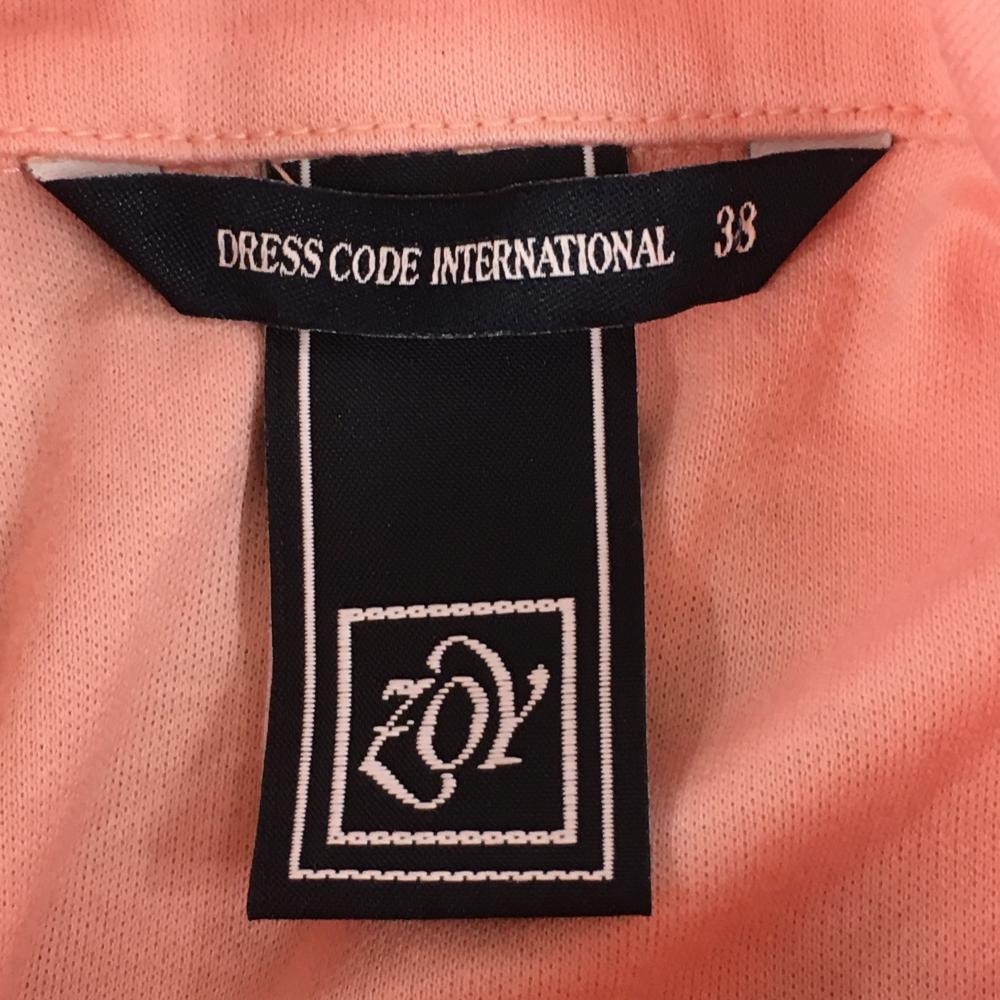 DRESS CODE INTERNATIONAL 38
ZOY